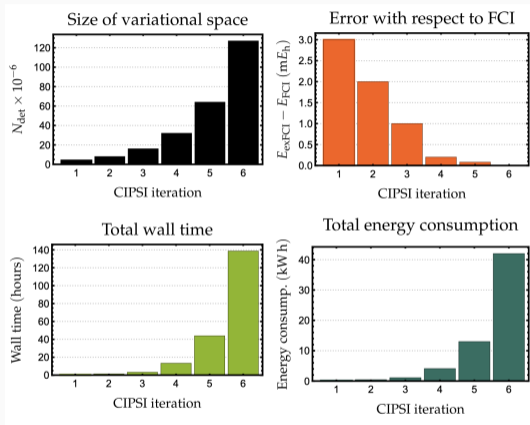 Size of variational space
N_det × 10^−6
120
100
80
60
40
20
0
1 2 3 4 5 6
CIPSI iteration
Error with respect to FCI
E_exFCI − E_FCI (mE_h)
3.0
2.5
2.0
1.5
1.0
0.5
0.0
1 2 3 4 5 6
CIPSI iteration
Total wall time
Wall time (hours)
140
120
100
80
60
40
20
0
1 2 3 4 5 6
CIPSI iteration
Total energy consumption
Energy consump. (kW h)
40
30
20
10
0
1 2 3 4 5 6
CIPSI iteration